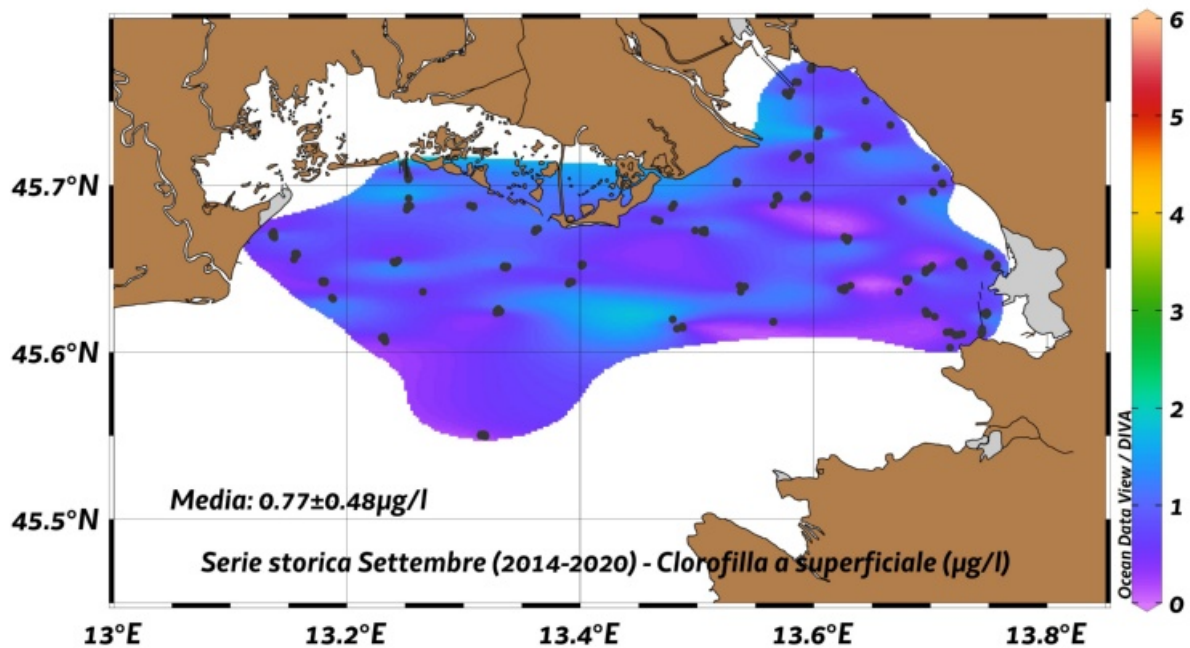 6
5
45.7°N
4
3
45.6°N
2
Media: 0.77±0.48µg/l
45.5°N
1
Serie storica Settembre (2014-2020) - Clorofilla a superficiale (µg/l)
Ocean Data View / DIVA
0
13°E
13.2°E
13.4°E
13.6°E
13.8°E